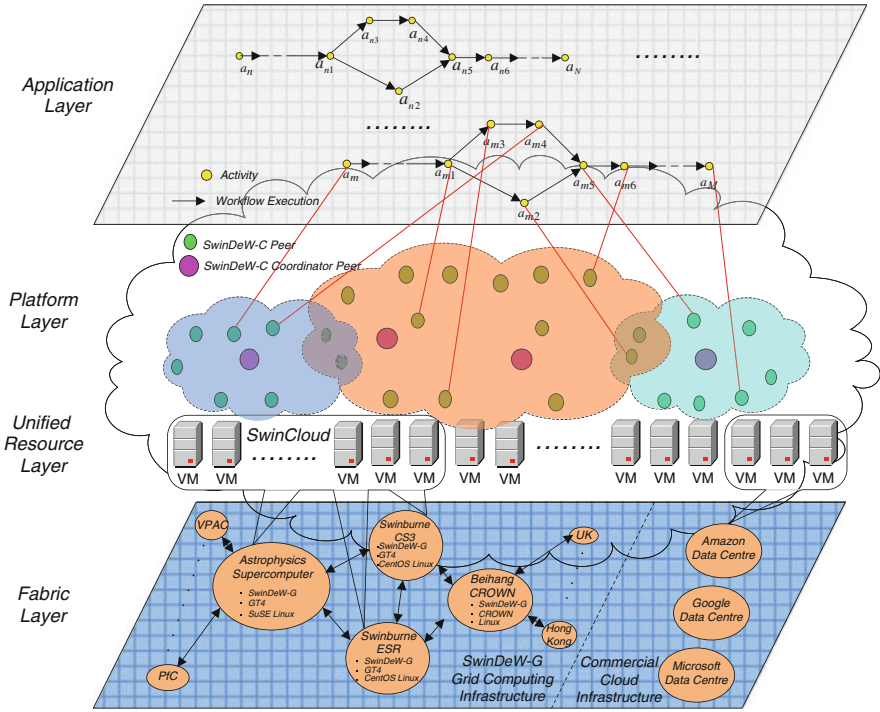 Application
Layer
a_n
a_n1
a_n3
a_n4
a_n2
a_n5
a_n6
a_N
a_m
a_m1
a_m3
a_m4
a_m2
a_m5
a_m6
a_M
Activity
Workflow Execution
SwinDeW-C Peer
SwinDeW-C Coordinator Peer
Platform
Layer
Unified
Resource
Layer
SwinCloud
VM
VM
VM
VM
VM
VM
VM
VM
VM
VM
VM
VM
VM
Fabric
Layer
VPAC
Astrophysics
Supercomputer
• SwinDeW-G
• GT4
• SuSE Linux
PfC
Swinburne
CS3
•SwinDeW-G
•GT4
•CentOS Linux
Swinburne
ESR
• SwinDeW-G
• GT4
• CentOS Linux
Beihang
CROWN
• SwinDeW-G
• CROWN
• Linux
UK
Hong
Kong
SwinDeW-G
Grid Computing
Infrastructure
Commercial
Cloud
Infrastructure
Amazon
Data Centre
Google
Data Centre
Microsoft
Data Centre